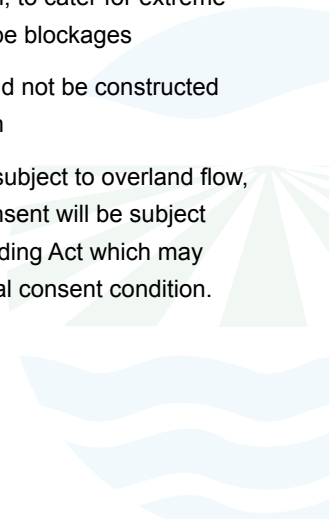 , to cater for extreme
be blockages
d not be constructed
subject to overland flow,
nsent will be subject
ding Act which may
al consent condition.